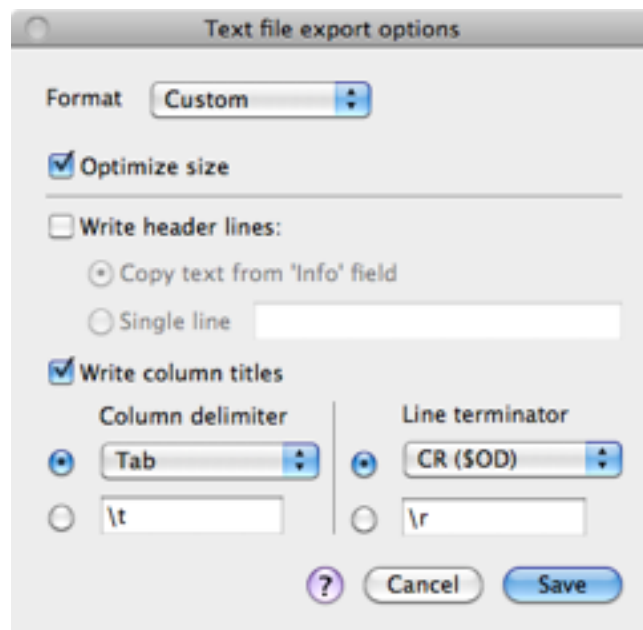 Text file export options
Format Custom
Optimize size
Write header lines:
Copy text from 'Info' field
Single line
Write column titles
Column delimiter Line terminator
Tab CR ($OD)
\t \r
? Cancel Save